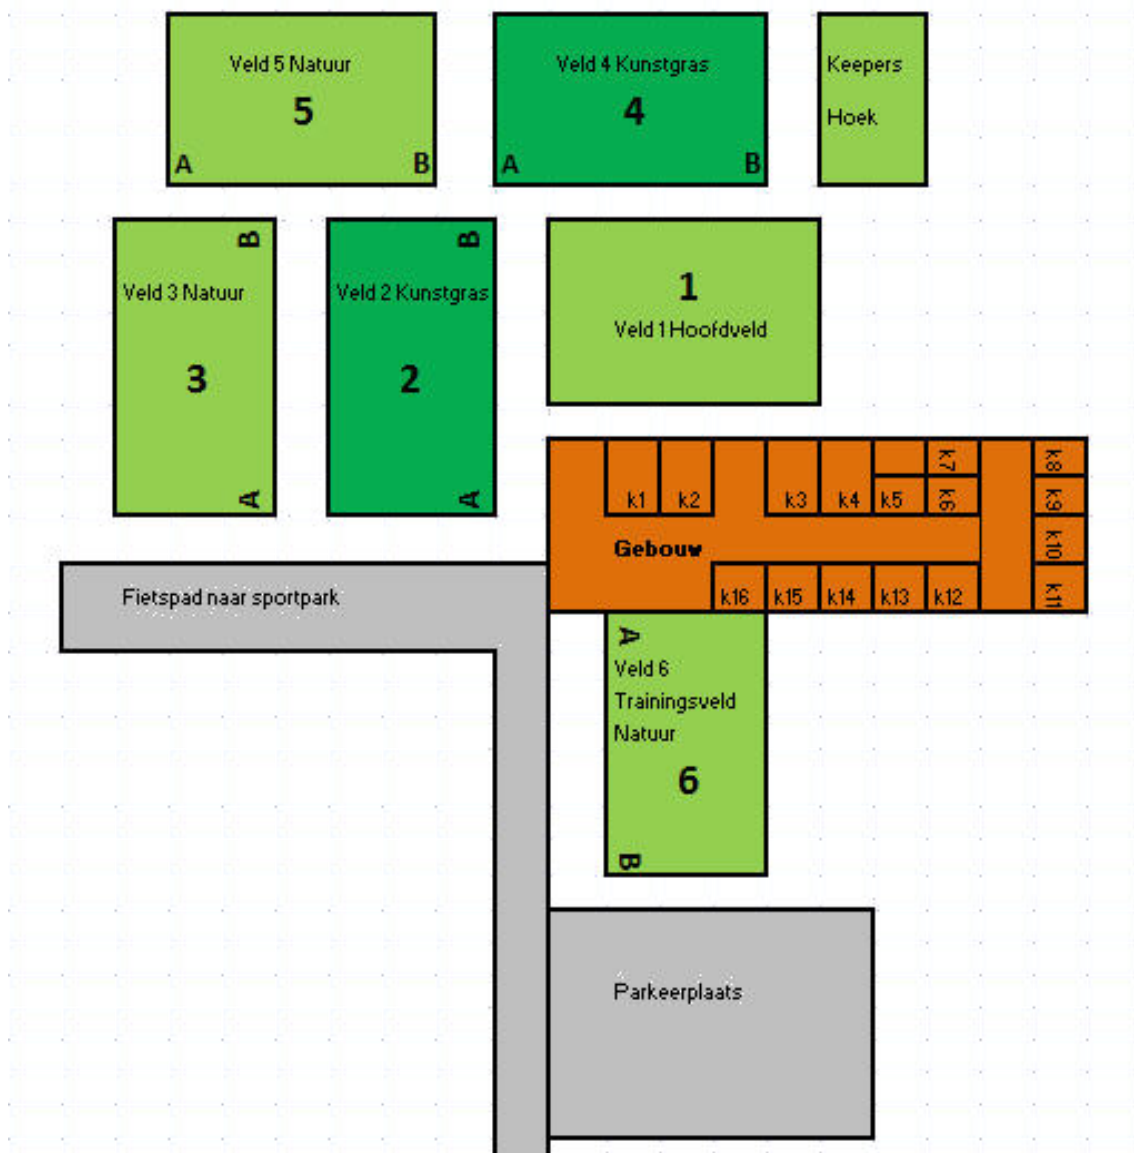 Veld 5 Natuur
5
A B
Veld 4 Kunstgras
4
A B
Keepers
Hoek
B
Veld 3 Natuur
3
A
B
Veld 2 Kunstgras
2
A
1
Veld 1 Hoofdveld
k1 k2 k3 k4 k5 k6 k7 k8 k9 k10 k11
Gebouw
k16 k15 k14 k13 k12
Fietspad naar sportpark
A
Veld 6
Trainingsveld
Natuur
6
B
Parkeerplaats